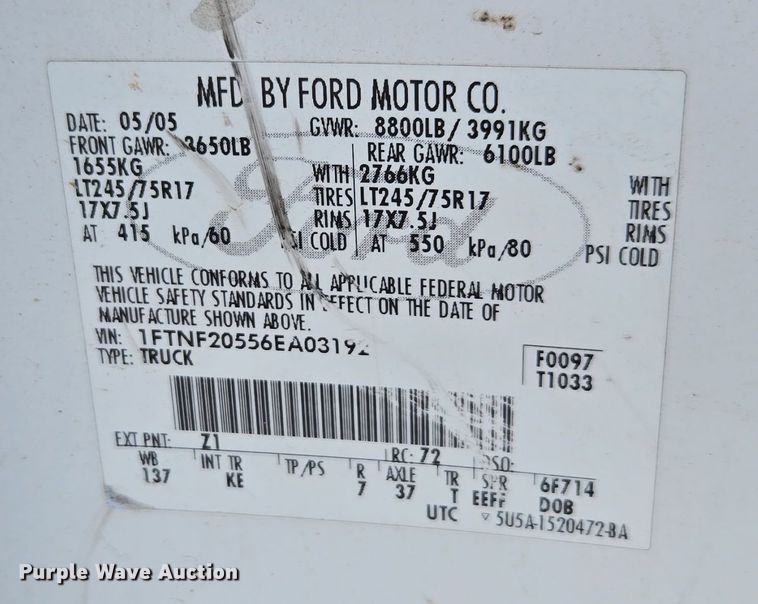 MFD. BY FORD MOTOR CO.
DATE: 05/05 GVWR: 8800LB/ 3991KG
FRONT GAWR: 3650LB REAR GAWR: 6100LB
1655KG WITH 2766KG WITH
LT245/75R17 TIRES LT245/75R17 TIRES
17X7.5J RIMS 17X7.5J RIMS
AT 415 kPa/60 PSI COLD AT 550 kPa/80 PSI COLD
Ford
THIS VEHICLE CONFORMS TO ALL APPLICABLE FEDERAL MOTOR
VEHICLE SAFETY STANDARDS IN EFFECT ON THE DATE OF
MANUFACTURE SHOWN ABOVE.
VIN: 1FTNF20556EA03192
TYPE: TRUCK
F0097
T1033
EXT PNT: Z1 RC: 72 DSO:
WB INT TR TP/PS R AXLE TR SPR 6F714
137 KE 7 37 T EEFF DOB
UTC ▽ 5U5A-1520472-BA
Purple Wave Auction